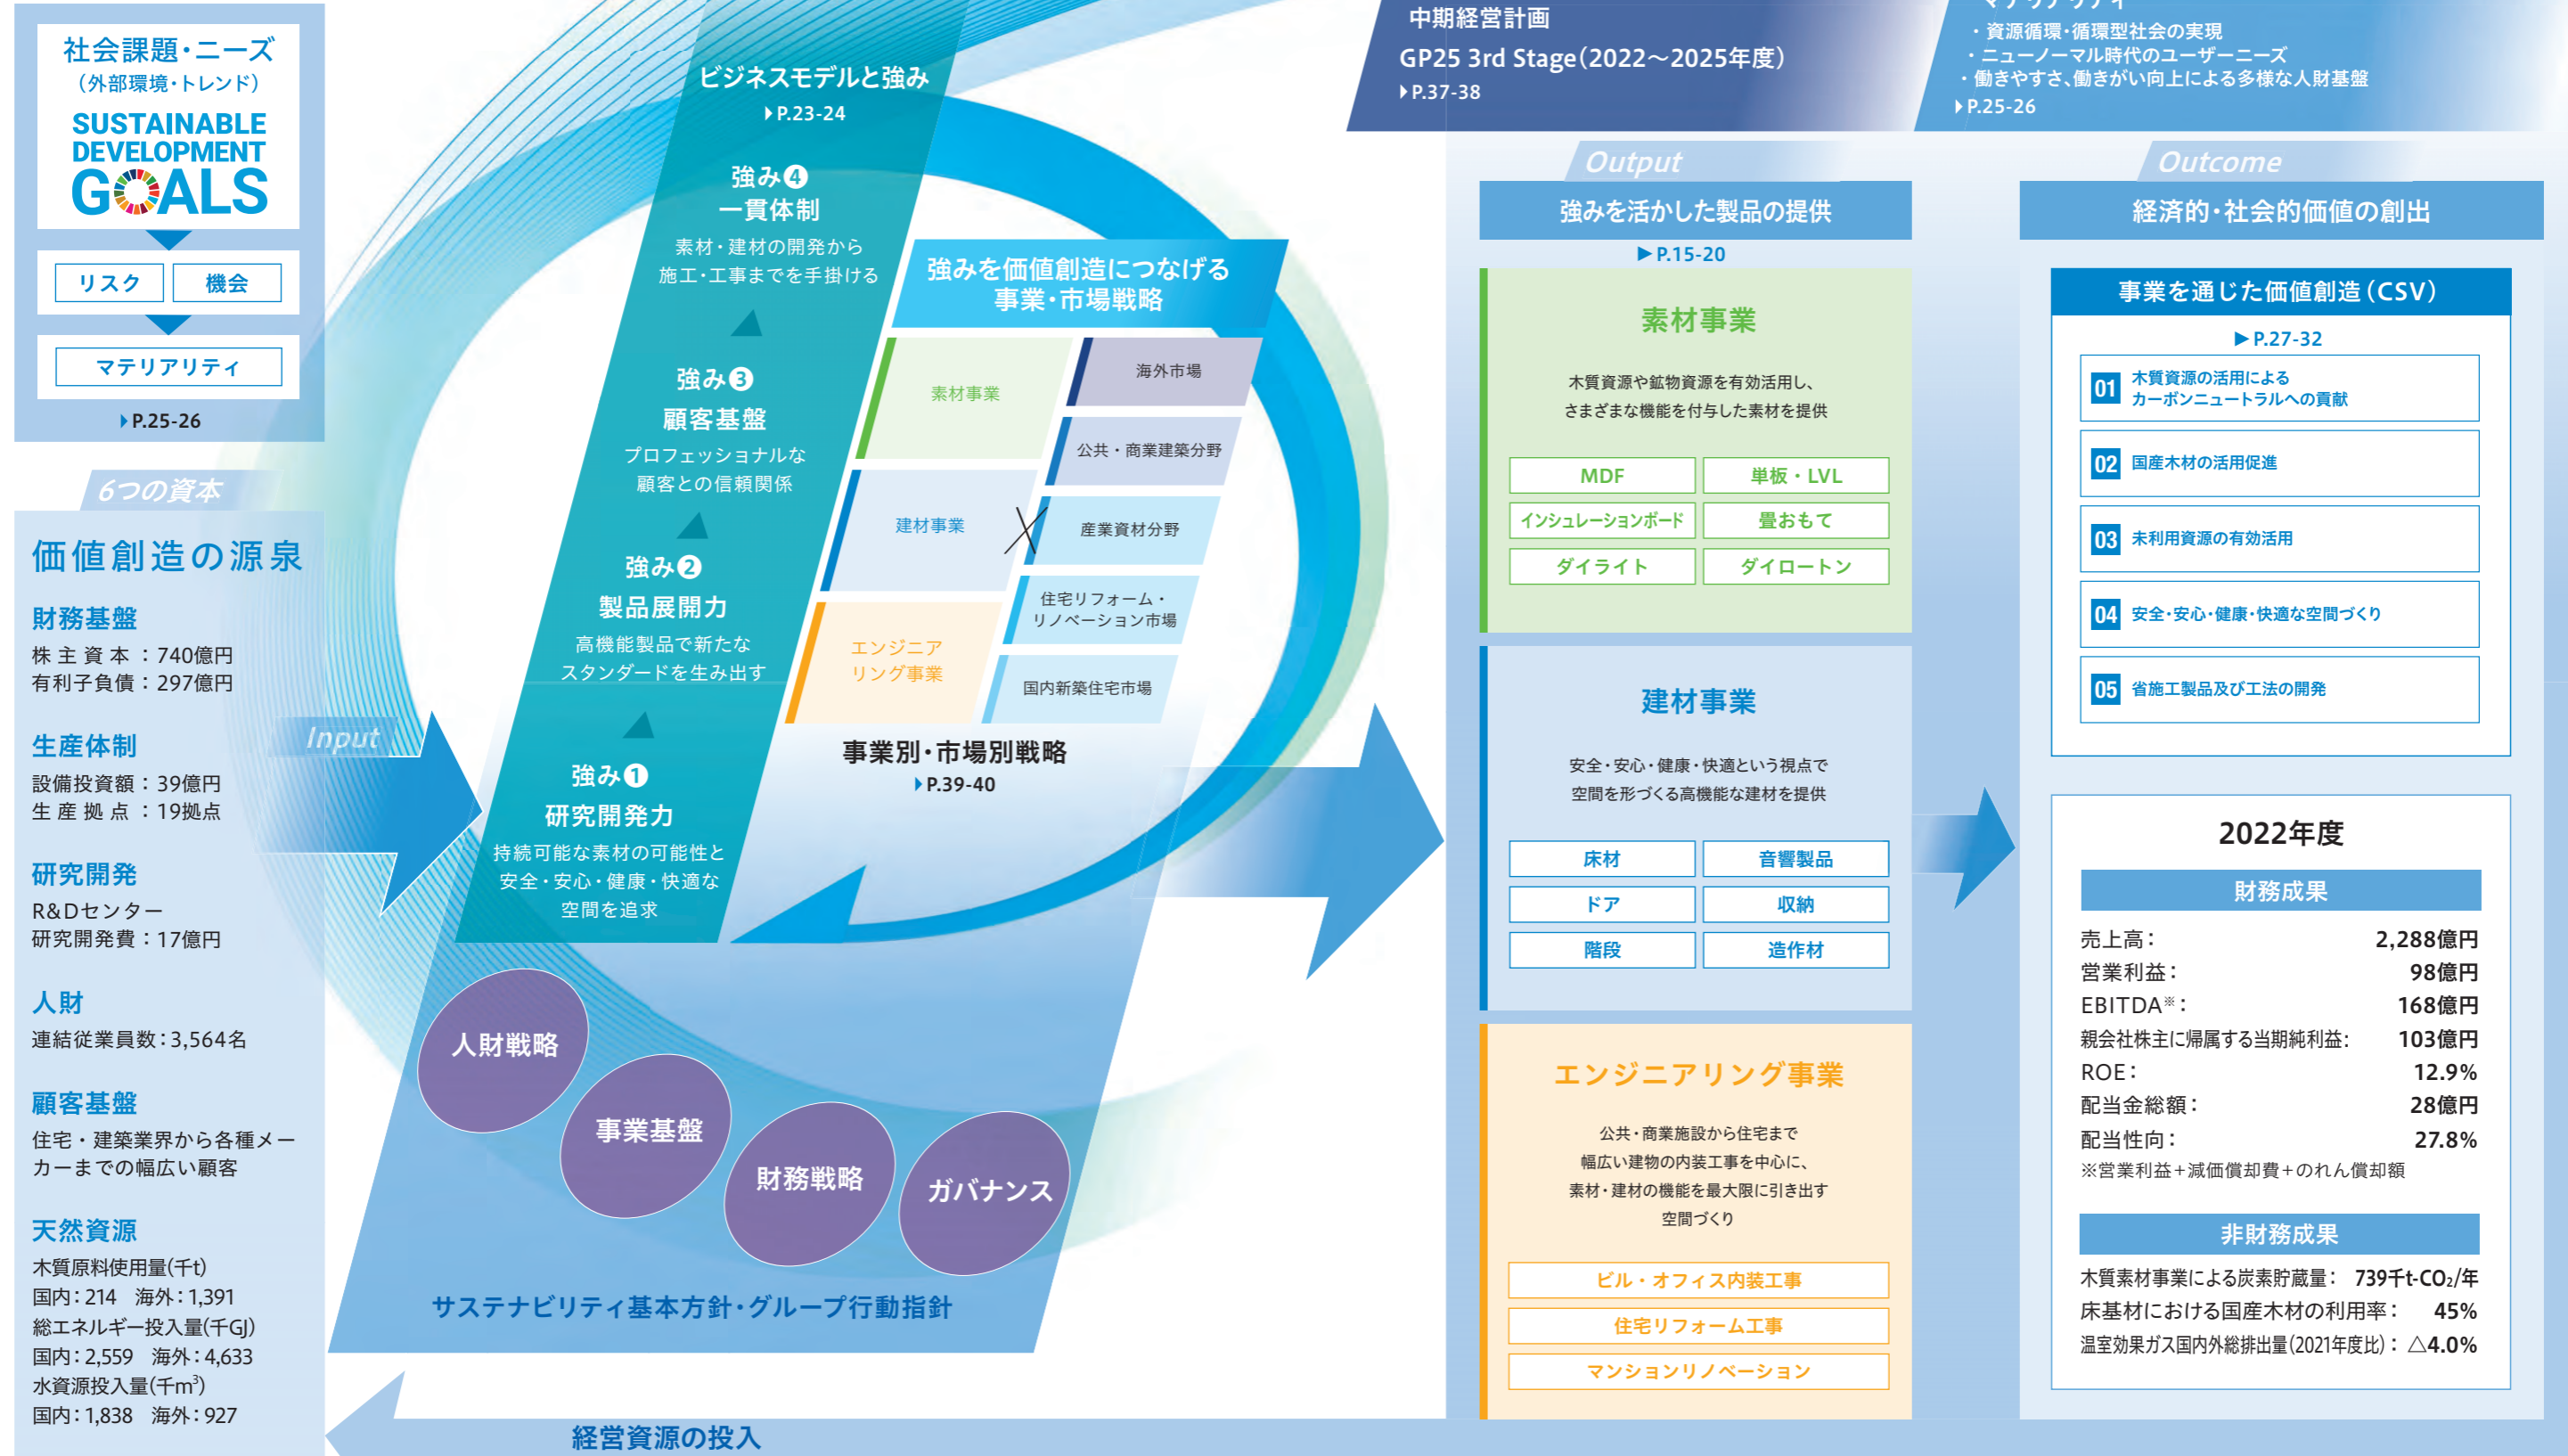 社会課題・ニーズ
（外部環境・トレンド）
SUSTAINABLE
DEVELOPMENT
GOALS
リスク
機会
マテリアリティ
P.25-26
6つの資本
価値創造の源泉
財務基盤
株主資本：740億円
有利子負債：297億円
生産体制
設備投資額：39億円
生産拠点：19拠点
研究開発
R&Dセンター
研究開発費：17億円
人財
連結従業員数：3,564名
顧客基盤
住宅・建築業界から各種メー
カーまでの幅広い顧客
天然資源
木質原料使用量(千t)
国内：214 海外：1,391
総エネルギー投入量(千GJ)
国内：2,559 海外：4,633
水資源投入量(千m³)
国内：1,838 海外：927
Input
ビジネスモデルと強み
P.23-24
強み❹
一貫体制
素材・建材の開発から
施工・工事までを手掛ける
強み❸
顧客基盤
プロフェッショナルな
顧客との信頼関係
強み❷
製品展開力
高機能製品で新たな
スタンダードを生み出す
強み❶
研究開発力
持続可能な素材の可能性と
安全・安心・健康・快適な
空間を追求
強みを価値創造につなげる
事業・市場戦略
素材事業
建材事業
エンジニア
リング事業
海外市場
公共・商業建築分野
産業資材分野
住宅リフォーム・
リノベーション市場
国内新築住宅市場
事業別・市場別戦略
P.39-40
人財戦略
事業基盤
財務戦略
ガバナンス
サステナビリティ基本方針・グループ行動指針
経営資源の投入
中期経営計画
GP25 3rd Stage（2022～2025年度）
P.37-38
マテリアリティ
・資源循環・循環型社会の実現
・ニューノーマル時代のユーザーニーズ
・働きやすさ、働きがい向上による多様な人財基盤
P.25-26
Output
強みを活かした製品の提供
P.15-20
素材事業
木質資源や鉱物資源を有効活用し、
さまざまな機能を付与した素材を提供
MDF
単板・LVL
インシュレーションボード
畳おもて
ダイライト
ダイロートン
建材事業
安全・安心・健康・快適という視点で
空間を形づくる高機能な建材を提供
床材
音響製品
ドア
収納
階段
造作材
エンジニアリング事業
公共・商業施設から住宅まで
幅広い建物の内装工事を中心に、
素材・建材の機能を最大限に引き出す
空間づくり
ビル・オフィス内装工事
住宅リフォーム工事
マンションリノベーション
Outcome
経済的・社会的価値の創出
事業を通じた価値創造（CSV）
P.27-32
01 木質資源の活用による
カーボンニュートラルへの貢献
02 国産木材の活用促進
03 未利用資源の有効活用
04 安全・安心・健康・快適な空間づくり
05 省施工製品及び工法の開発
2022年度
財務成果
売上高： 2,288億円
営業利益： 98億円
EBITDA※： 168億円
親会社株主に帰属する当期純利益： 103億円
ROE： 12.9%
配当金総額： 28億円
配当性向： 27.8%
※営業利益＋減価償却費＋のれん償却額
非財務成果
木質素材事業による炭素貯蔵量： 739千t-CO₂/年
床基材における国産木材の利用率： 45%
温室効果ガス国内外総排出量(2021年度比)： △4.0%